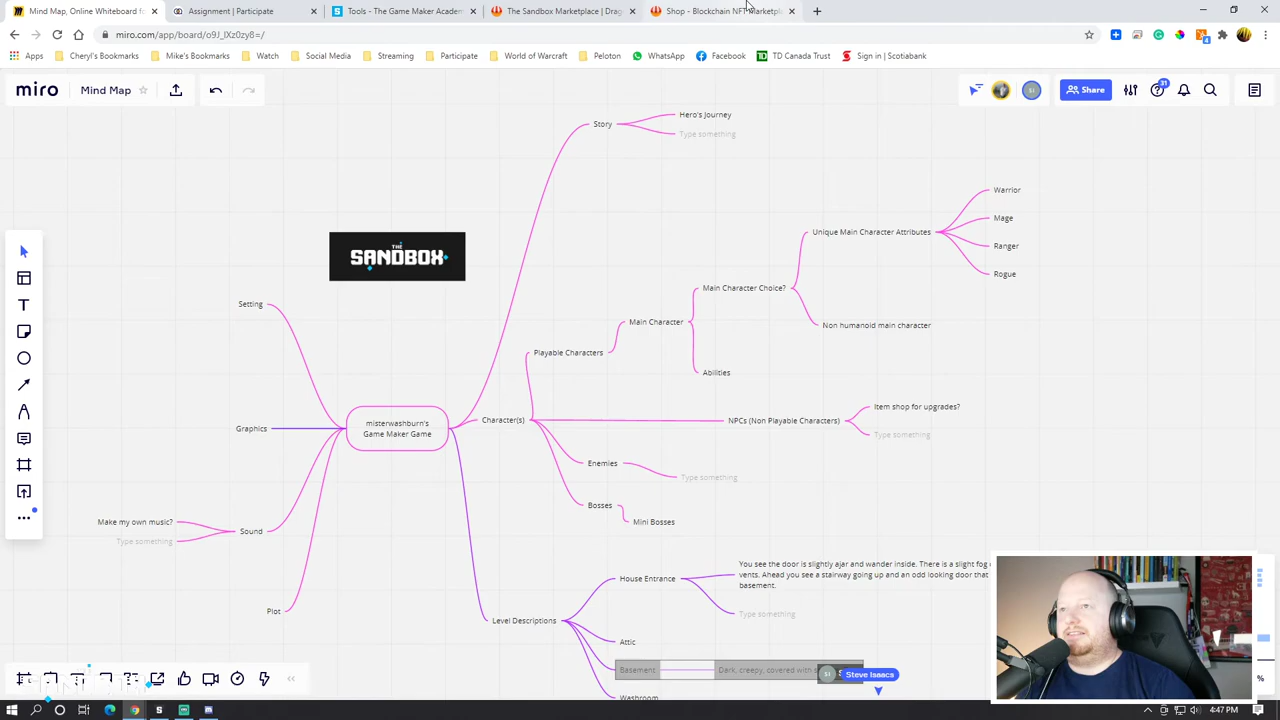 Mind Map, Online Whiteboard fo
Assignment | Participate
Tools - The Game Maker Academ
The Sandbox Marketplace | Drag
Shop - Blockchain NFT Marketpl
miro.com/app/board/o9J_lXz0zy8=/
Apps
Cheryl's Bookmarks
Mike's Bookmarks
Watch
Social Media
Streaming
Participate
World of Warcraft
Peloton
WhatsApp
Facebook
TD Canada Trust
Sign in | Scotiabank
miro
Mind Map
Share
31
Story
Hero's Journey
Type something
Warrior
Mage
Ranger
Rogue
Unique Main Character Attributes
THE
SANDBOX
Main Character Choice?
Setting
Main Character
Non humanoid main character
Playable Characters
Abilities
Item shop for upgrades?
Character(s)
NPCs (Non Playable Characters)
Type something
misterwashburn's
Game Maker Game
Graphics
Enemies
Type something
Bosses
Mini Bosses
Make my own music?
Sound
Type something
You see the door is slightly ajar and wander inside. There is a slight fog
vents. Ahead you see a stairway going up and an odd looking door that
basement.
House Entrance
Type something
Plot
Level Descriptions
Attic
Basement
Dark, creepy, covered with s
Steve Isaacs
Washroom
%
4:47 PM